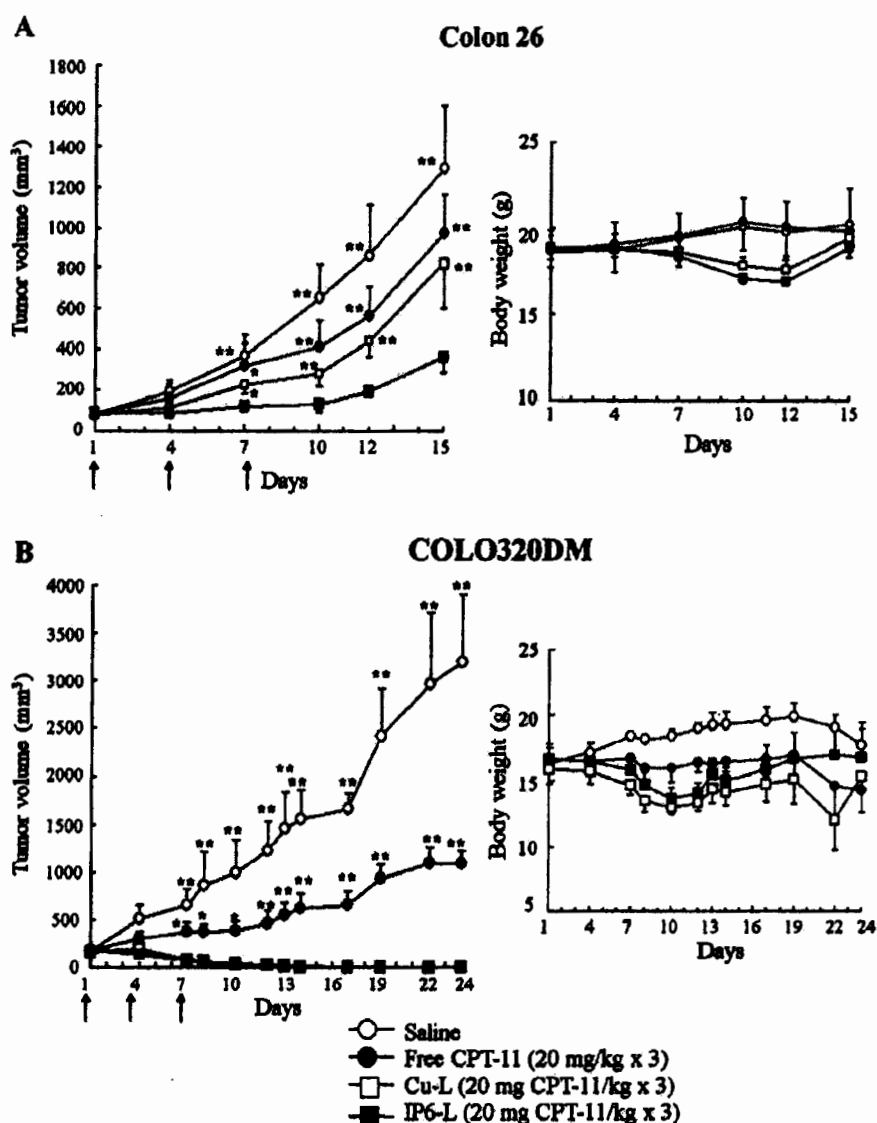 A
Colon 26
Tumor volume (mm³)
1800
1600
1400
1200
1000
800
600
400
200
0
** ** ** **
** ** **
* ** ** **
*
1 4 7 10 12 15
Days
Body weight (g)
25
20
15
10
1 4 7 10 12 15
Days
B
COLO320DM
Tumor volume (mm³)
4000
3500
3000
2500
2000
1500
1000
500
0
** ** ** ** ** ** ** ** ** **
* * * ** ** ** ** ** ** **
1 4 7 10 13 16 19 22 24
Days
Body weight (g)
25
20
15
10
5
1 4 7 10 13 16 19 22 24
Days
Saline
Free CPT-11 (20 mg/kg x 3)
Cu-L (20 mg CPT-11/kg x 3)
IP6-L (20 mg CPT-11/kg x 3)